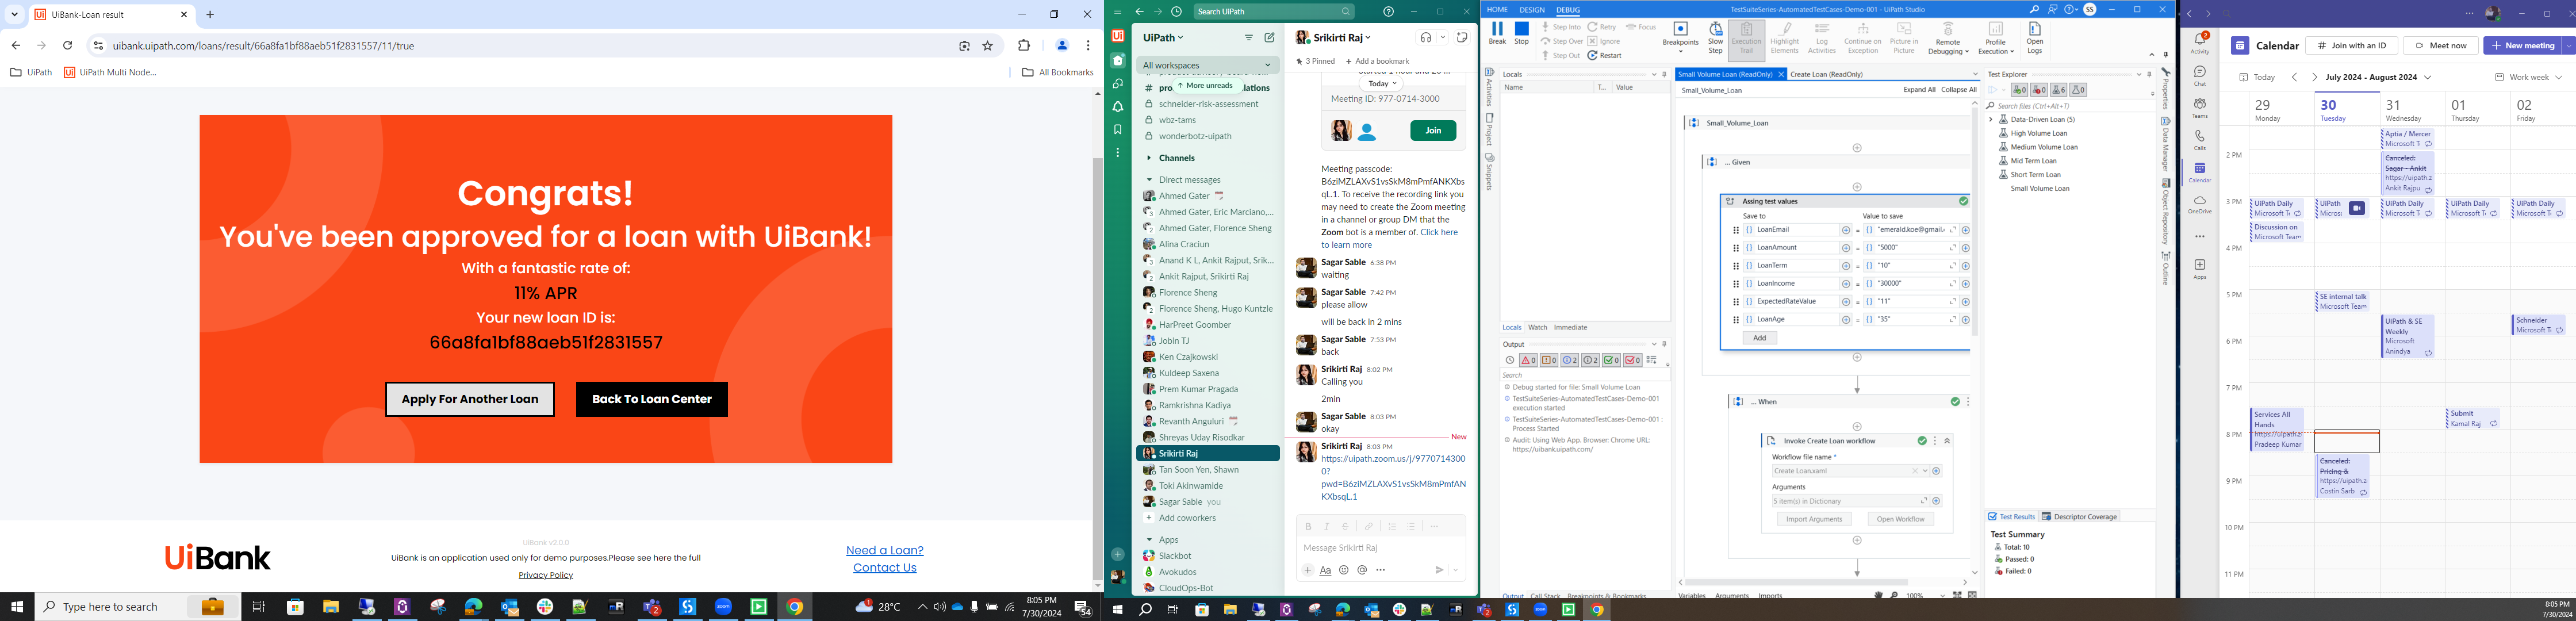 UiBank-Loan result
uibank.uipath.com/loans/result/66a8fa1bf88aeb51f2831557/11/true
UiPath
UiPath Multi Node...
All Bookmarks
Congrats!
You've been approved for a loan with UiBank!
With a fantastic rate of:
11% APR
Your new loan ID is:
66a8fa1bf88aeb51f2831557
Apply For Another Loan
Back To Loan Center
UiBank
UiBank v2.0.0
UiBank is an application used only for demo purposes.Please see here the full
Privacy Policy
Need a Loan?
Contact Us
Type here to search
28°C
8:05 PM
7/30/2024
54
Search UiPath
UiPath
All workspaces
More unreads
schneider-risk-assessment
wbz-tams
wonderbotz-uipath
Channels
Direct messages
Ahmed Gater
Ahmed Gater, Eric Marciano,...
Ahmed Gater, Florence Sheng
Alina Craciun
Anand K L, Ankit Rajput, Srik...
Ankit Rajput, Srikirti Raj
Florence Sheng
Florence Sheng, Hugo Kuntzle
HarPreet Goomber
Jobin TJ
Ken Czajkowski
Kuldeep Saxena
Prem Kumar Pragada
Ramkrishna Kadiya
Revanth Anguluri
Shreyas Uday Risodkar
Srikirti Raj
Tan Soon Yen, Shawn
Toki Akinwamide
Sagar Sable you
Add coworkers
Apps
Slackbot
Avokudos
CloudOps-Bot
Srikirti Raj
3 Pinned
Add a bookmark
Today
Meeting ID: 977-0714-3000
Join
Meeting passcode:
B6ziMZLAXvS1vsSkM8mPmfANKXbs
qL.1. To receive the recording link you
may need to create the Zoom meeting
in a channel or group DM that the
Zoom bot is a member of. Click here
to learn more
Sagar Sable 6:38 PM
waiting
Sagar Sable 7:42 PM
please allow
will be back in 2 mins
Sagar Sable 7:53 PM
back
Srikirti Raj 8:02 PM
Calling you
2min
Sagar Sable 8:03 PM
okay
New
Srikirti Raj 8:03 PM
https://uipath.zoom.us/j/9770714300
0?
pwd=B6ziMZLAXvS1vsSkM8mPmfAN
KXbsqL.1
Message Srikirti Raj
HOME
DESIGN
DEBUG
TestSuiteSeries-AutomatedTestCases-Demo-001 - UiPath Studio
SS
Break
Stop
Step Into
Step Over
Step Out
Retry
Ignore
Restart
Focus
Breakpoints
Slow Step
Execution Trail
Highlight Elements
Log Activities
Continue on Exception
Picture in Picture
Remote Debugging
Profile Execution
Open Logs
Activities
Project
Snippets
Locals
Name
T...
Value
Locals
Watch
Immediate
Output
0
0
2
2
0
0
Search
Debug started for file: Small Volume Loan
TestSuiteSeries-AutomatedTestCases-Demo-001
execution started
TestSuiteSeries-AutomatedTestCases-Demo-001 :
Process Started
Audit: Using Web App, Browser: Chrome URL:
https://uibank.uipath.com/
Output
Call Stack
Breakpoints & Bookmarks
Small Volume Loan (ReadOnly)
Create Loan (ReadOnly)
Small_Volume_Loan
Expand All
Collapse All
Small_Volume_Loan
... Given
Assing test values
Save to
Value to save
LoanEmail = "emerald.koe@gmail.
LoanAmount = "5000"
LoanTerm = "10"
LoanIncome = "30000"
ExpectedRateValue = "11"
LoanAge = "35"
Add
... When
Invoke Create Loan workflow
Workflow file name *
Create Loan.xaml
Arguments
5 item(s) in Dictionary
Import Arguments
Open Workflow
Variables
Arguments
Imports
100%
Test Explorer
0
0
6
0
Search files (Ctrl+Alt+T)
Data-Driven Loan (5)
High Volume Loan
Medium Volume Loan
Mid Term Loan
Short Term Loan
Small Volume Loan
Test Results
Descriptor Coverage
Test Summary
Total: 10
Passed: 0
Failed: 0
Properties
Data Manager
Object Repository
Outline
Activity
Chat
Teams
Calls
Calendar
OneDrive
Apps
Calendar
Join with an ID
Meet now
New meeting
Today
July 2024 - August 2024
Work week
29
Monday
30
Tuesday
31
Wednesday
01
Thursday
02
Friday
2 PM
3 PM
4 PM
5 PM
6 PM
7 PM
8 PM
9 PM
10 PM
11 PM
Aptia / Mercer
Canceled:
Sagar - Ankit
https://uipath.z
Ankit Rajpu
UiPath Daily
UiPath
UiPath Daily
UiPath Daily
UiPath Daily
Discussion on
Microsoft Team
SE internal talk
Microsoft Team
UiPath & SE
Weekly
Microsoft
Anindya
Schneider
Services All
Hands
https://uipath.z
Pradeep Kumar
Submit
Kamal Raj
Canceled:
Pricing &
https://uipath.z
Costin Sarb
8:05 PM
7/30/2024